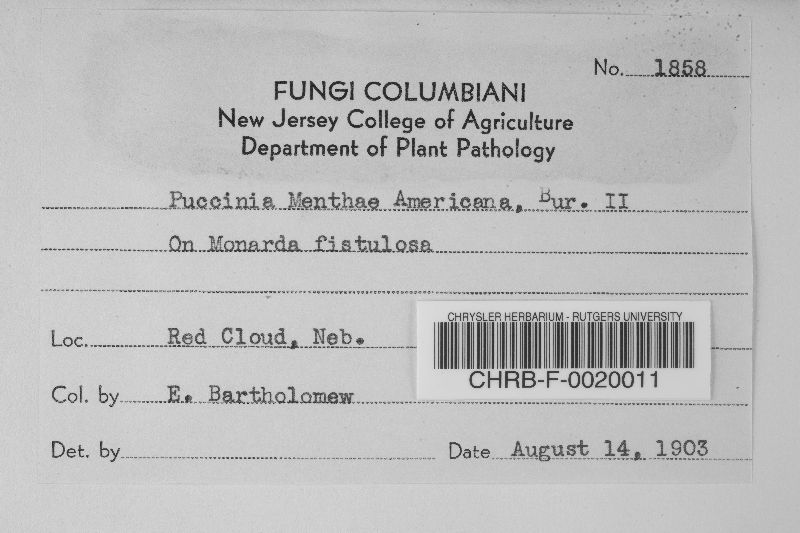 No. 1858
FUNGI COLUMBIANI
New Jersey College of Agriculture
Department of Plant Pathology
Puccinia Menthae Americana, Bur. II
On Monarda fistulosa
Loc. Red Cloud, Neb.
CHRYSLER HERBARIUM - RUTGERS UNIVERSITY
CHRB-F-0020011
Col. by E. Bartholomew
Det. by
Date August 14, 1903